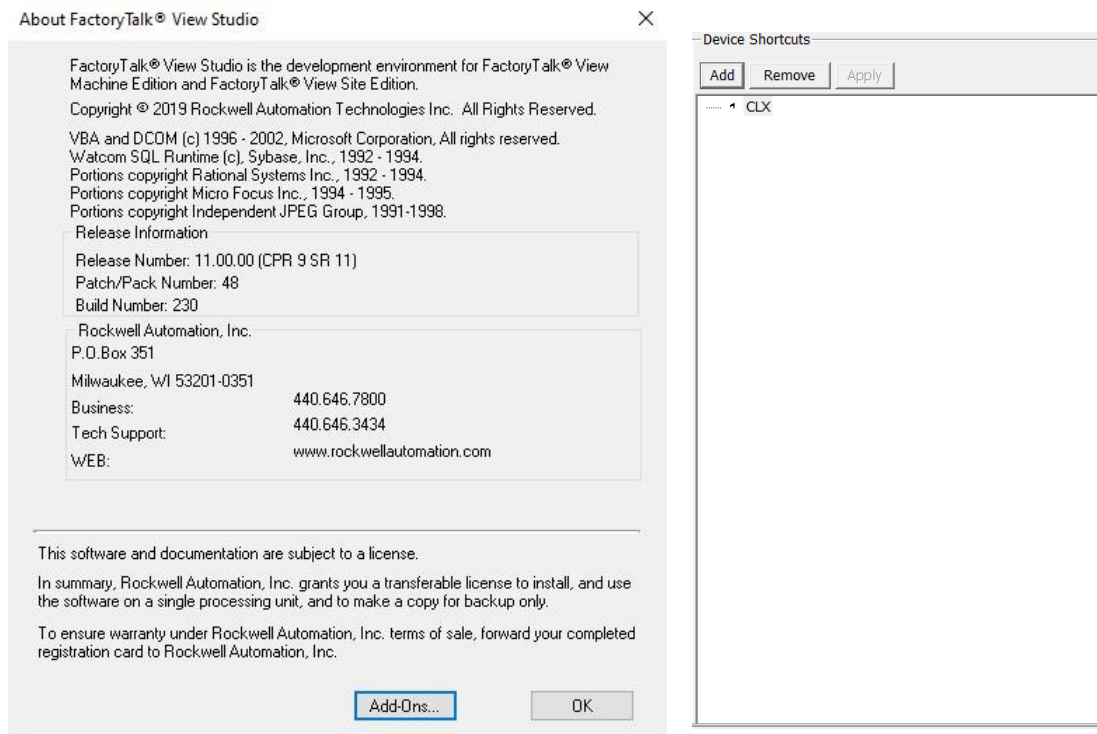 About FactoryTalk® View Studio
FactoryTalk® View Studio is the development environment for FactoryTalk® View
Machine Edition and FactoryTalk® View Site Edition.
Copyright © 2019 Rockwell Automation Technologies Inc. All Rights Reserved.
VBA and DCOM (c) 1996 - 2002, Microsoft Corporation, All rights reserved.
Watcom SQL Runtime (c), Sybase, Inc., 1992 - 1994.
Portions copyright Rational Systems Inc., 1992 - 1994.
Portions copyright Micro Focus Inc., 1994 - 1995.
Portions copyright Independent JPEG Group, 1991-1998.
Release Information
Release Number: 11.00.00 (CPR 9 SR 11)
Patch/Pack Number: 48
Build Number: 230
Rockwell Automation, Inc.
P.O.Box 351
Milwaukee, WI 53201-0351
Business: 440.646.7800
Tech Support: 440.646.3434
WEB: www.rockwellautomation.com
This software and documentation are subject to a license.
In summary, Rockwell Automation, Inc. grants you a transferable license to install, and use
the software on a single processing unit, and to make a copy for backup only.
To ensure warranty under Rockwell Automation, Inc. terms of sale, forward your completed
registration card to Rockwell Automation, Inc.
Add-Ons... OK
Device Shortcuts
Add Remove Apply
CLX